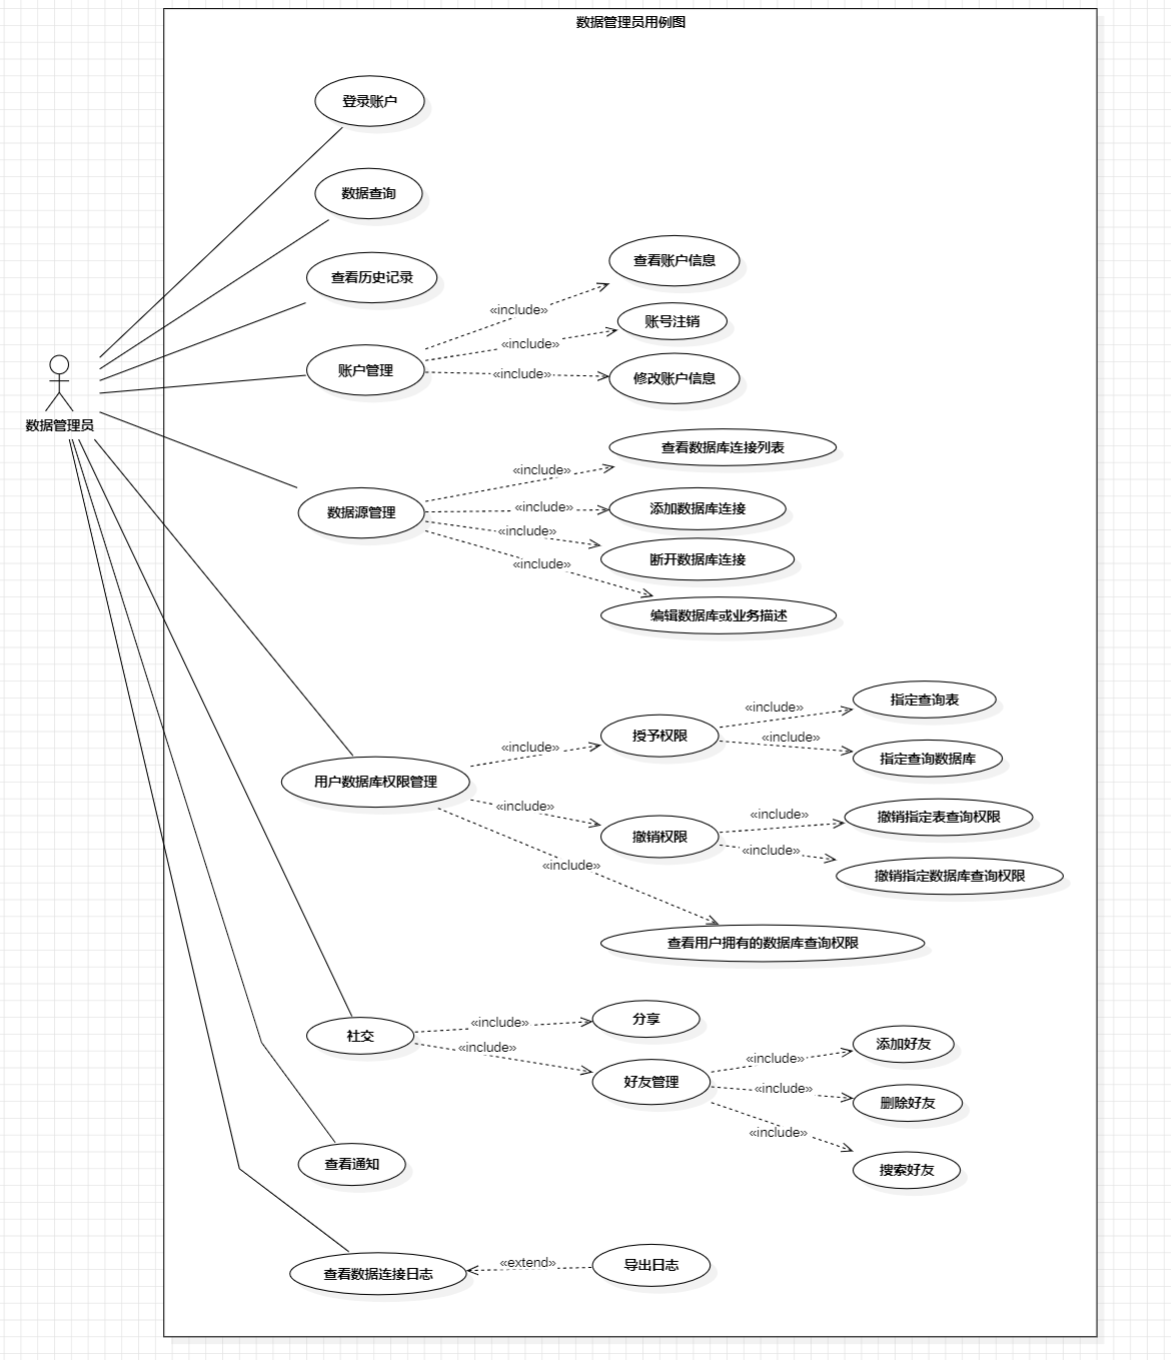 数据管理员用例图
登录账户
数据查询
查看历史记录
查看账户信息
«include»
账号注销
«include»
账户管理
«include»
修改账户信息
数据管理员
查看数据库连接列表
«include»
数据源管理
«include»
添加数据库连接
«include»
断开数据库连接
«include»
编辑数据库或业务描述
指定查询表
«include»
授予权限
«include»
«include»
指定查询数据库
用户数据库权限管理
«include»
撤销指定表查询权限
«include»
撤销权限
«include»
«include»
撤销指定数据库查询权限
查看用户拥有的数据库查询权限
分享
«include»
社交
«include»
添加好友
«include»
好友管理
«include»
删除好友
«include»
搜索好友
查看通知
查看数据连接日志
«extend»
导出日志